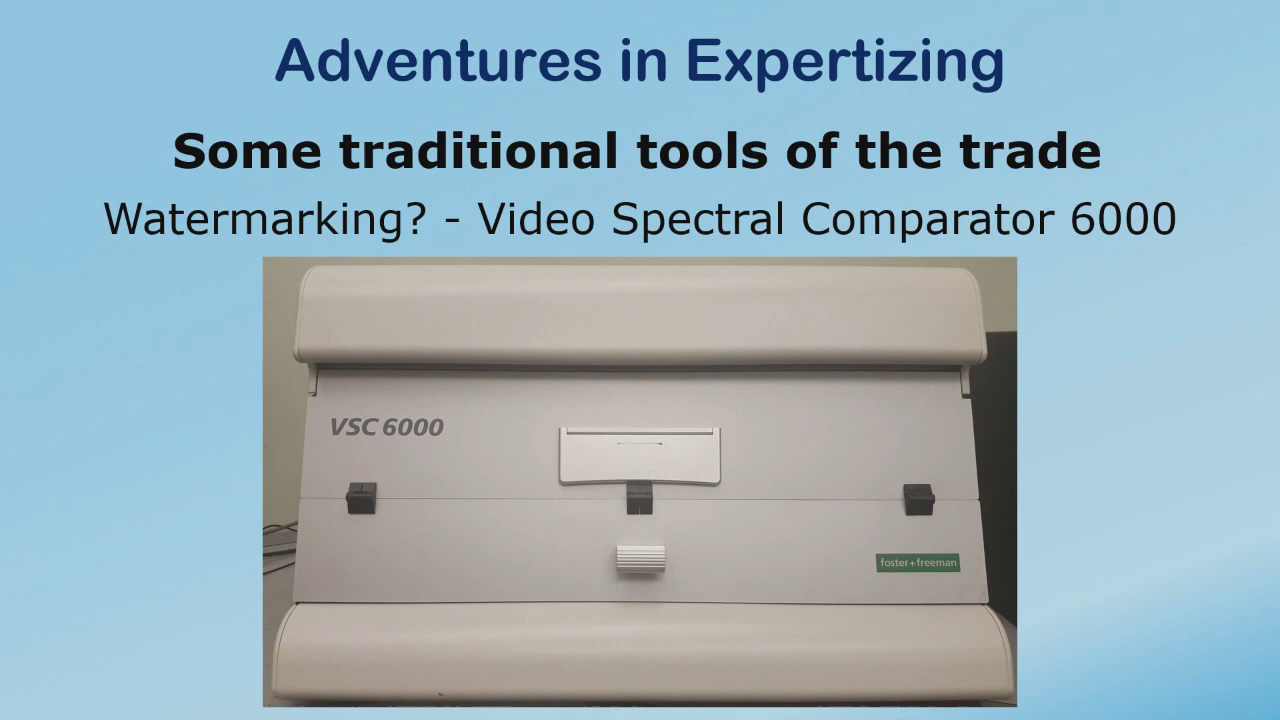 Adventures in Expertizing
Some traditional tools of the trade
Watermarking? - Video Spectral Comparator 6000
VSC 6000
foster+freeman